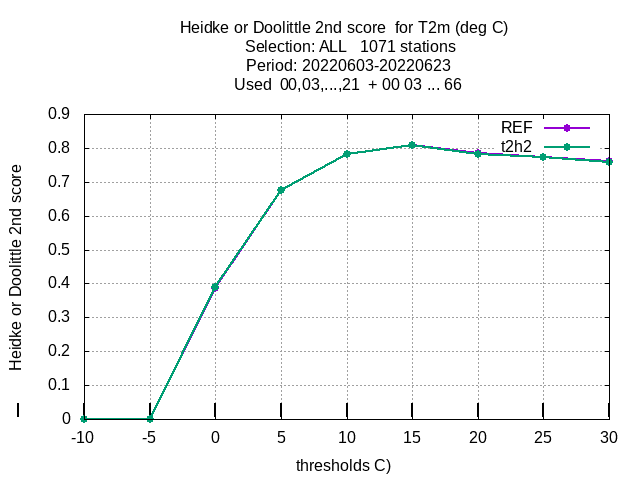 Heidke or Doolittle 2nd score  for T2m (deg C)
Selection: ALL   1071 stations
Period: 20220603-20220623
Used  00,03,...,21  + 00 03 ... 66
REF
t2h2
0.9
0.8
0.7
0.6
0.5
0.4
0.3
0.2
0.1
0
Heidke or Doolittle 2nd score
-10 -5 0 5 10 15 20 25 30
thresholds C)